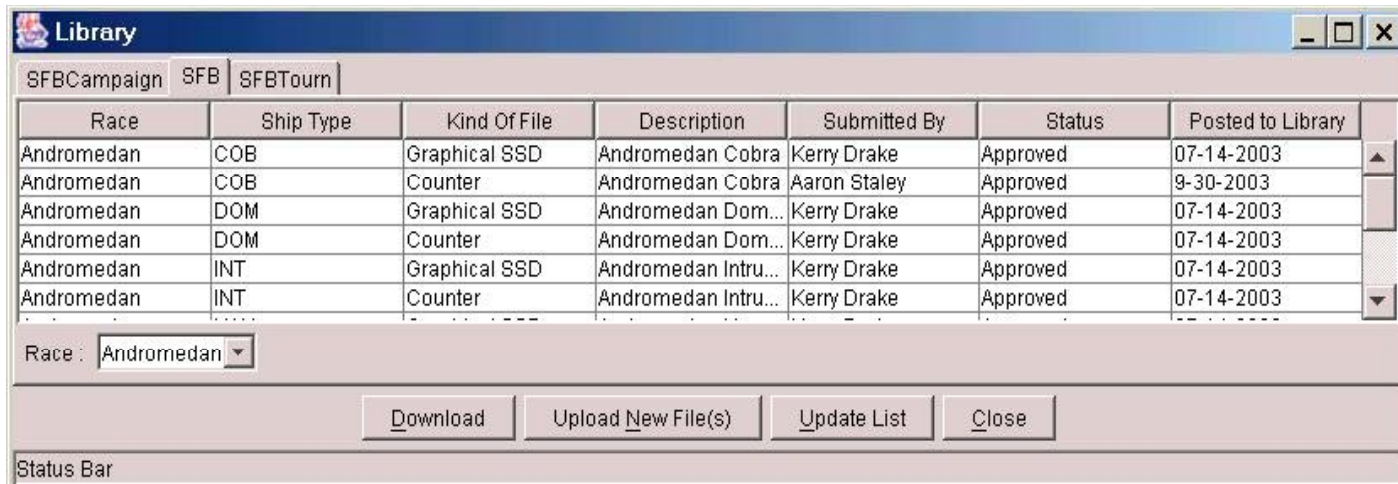 Library
SFBCampaign SFB SFBTourn
Race Ship Type Kind Of File Description Submitted By Status Posted to Library
Andromedan COB Graphical SSD Andromedan Cobra Kerry Drake Approved 07-14-2003
Andromedan COB Counter Andromedan Cobra Aaron Staley Approved 9-30-2003
Andromedan DOM Graphical SSD Andromedan Dom... Kerry Drake Approved 07-14-2003
Andromedan DOM Counter Andromedan Dom... Kerry Drake Approved 07-14-2003
Andromedan INT Graphical SSD Andromedan Intru... Kerry Drake Approved 07-14-2003
Andromedan INT Counter Andromedan Intru... Kerry Drake Approved 07-14-2003
Race : Andromedan
Download Upload New File(s) Update List Close
Status Bar